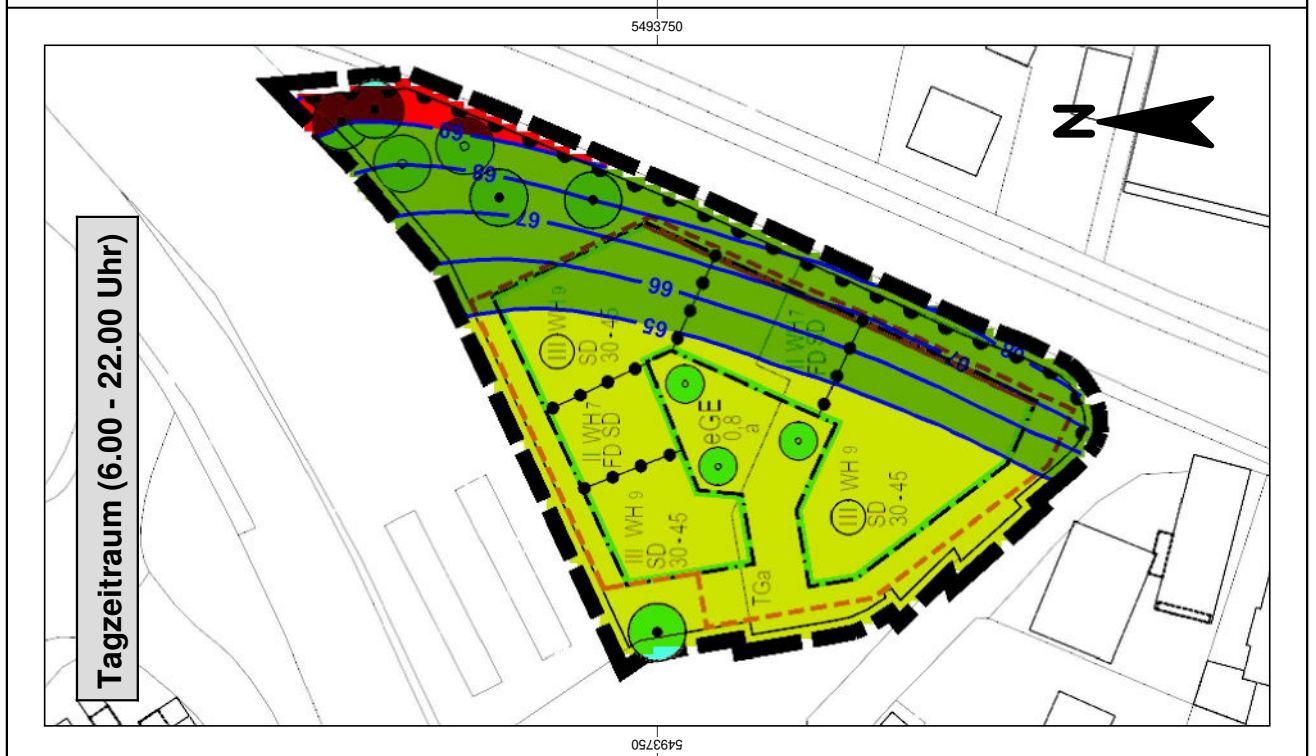 5493750
Tagzeitraum (6.00 - 22.00 Uhr)
N
69
68
67
66
65
III WH 9
SD
30-45
II WH 7
FD SD
III WH 9
SD
30-45
eGE
0,8
a
II WH 7
FD SD
III WH 9
SD
30-45
TGa
67
68
5493750